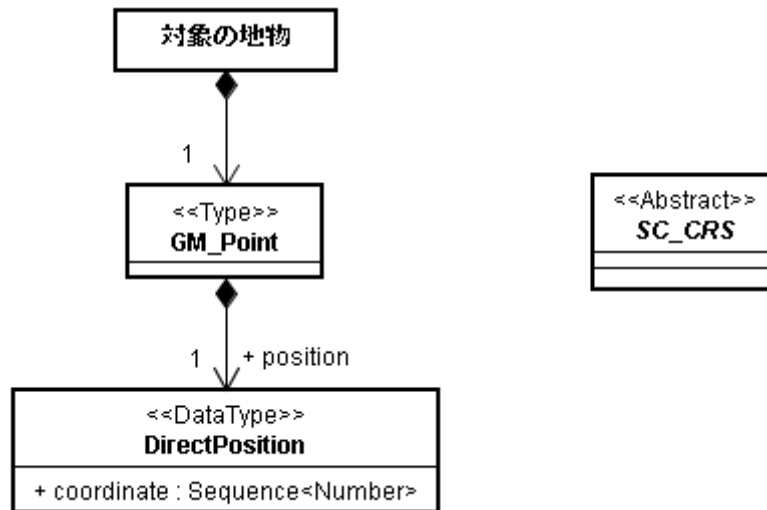 対象の地物
1
<<Type>>
GM_Point
<<Abstract>>
SC_CRS
1
+ position
<<DataType>>
DirectPosition
+ coordinate : Sequence<Number>